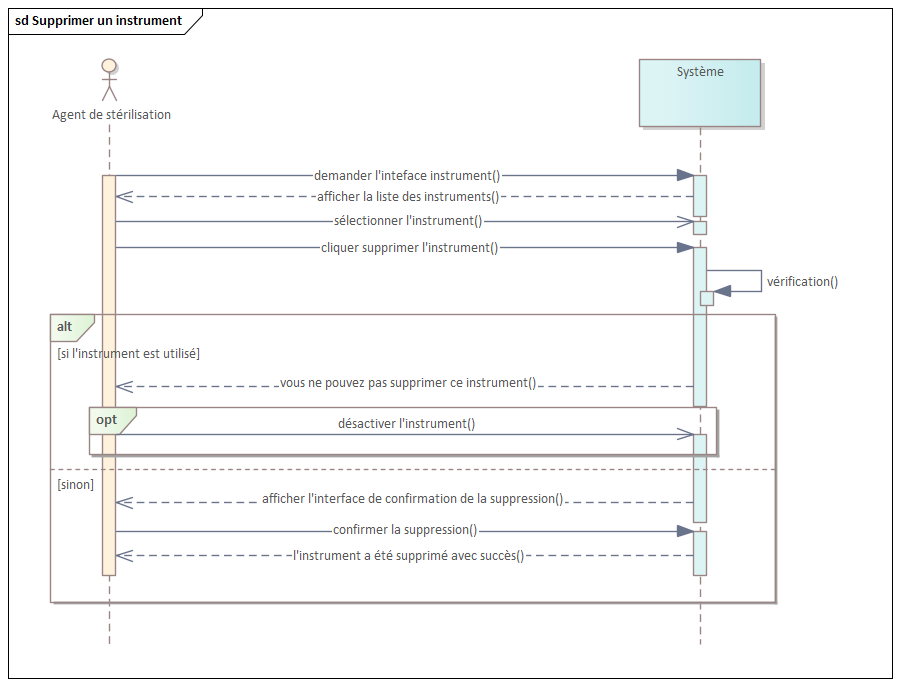 sd Supprimer un instrument
Agent de stérilisation
Système
demander l'inteface instrument()
afficher la liste des instruments()
sélectionner l'instrument()
cliquer supprimer l'instrument()
vérification()
alt
[si l'instrument est utilisé]
vous ne pouvez pas supprimer ce instrument()
opt
désactiver l'instrument()
[sinon]
afficher l'interface de confirmation de la suppression()
confirmer la suppression()
l'instrument a été supprimé avec succès()